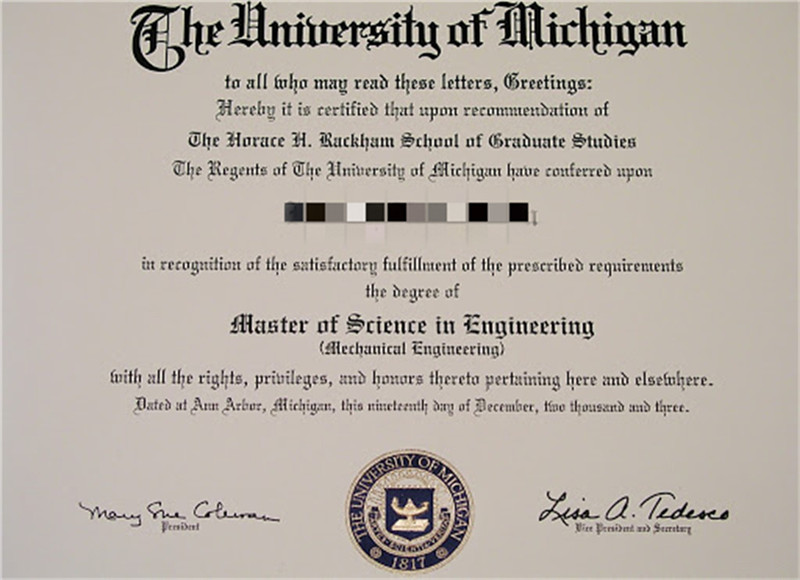 The University of Michigan
to all who may read these letters, Greetings:
Hereby it is certified that upon recommendation of
The Horace H. Rackham School of Graduate Studies
The Regents of The University of Michigan have conferred upon
in recognition of the satisfactory fulfillment of the prescribed requirements
the degree of
Master of Science in Engineering
(Mechanical Engineering)
with all the rights, privileges, and honors thereto pertaining here and elsewhere.
Dated at Ann Arbor, Michigan, this nineteenth day of December, two thousand and three.
Mary Sue Coleman
President
THE UNIVERSITY OF MICHIGAN
1817
Lisa A. Tedesco
Vice President and Secretary